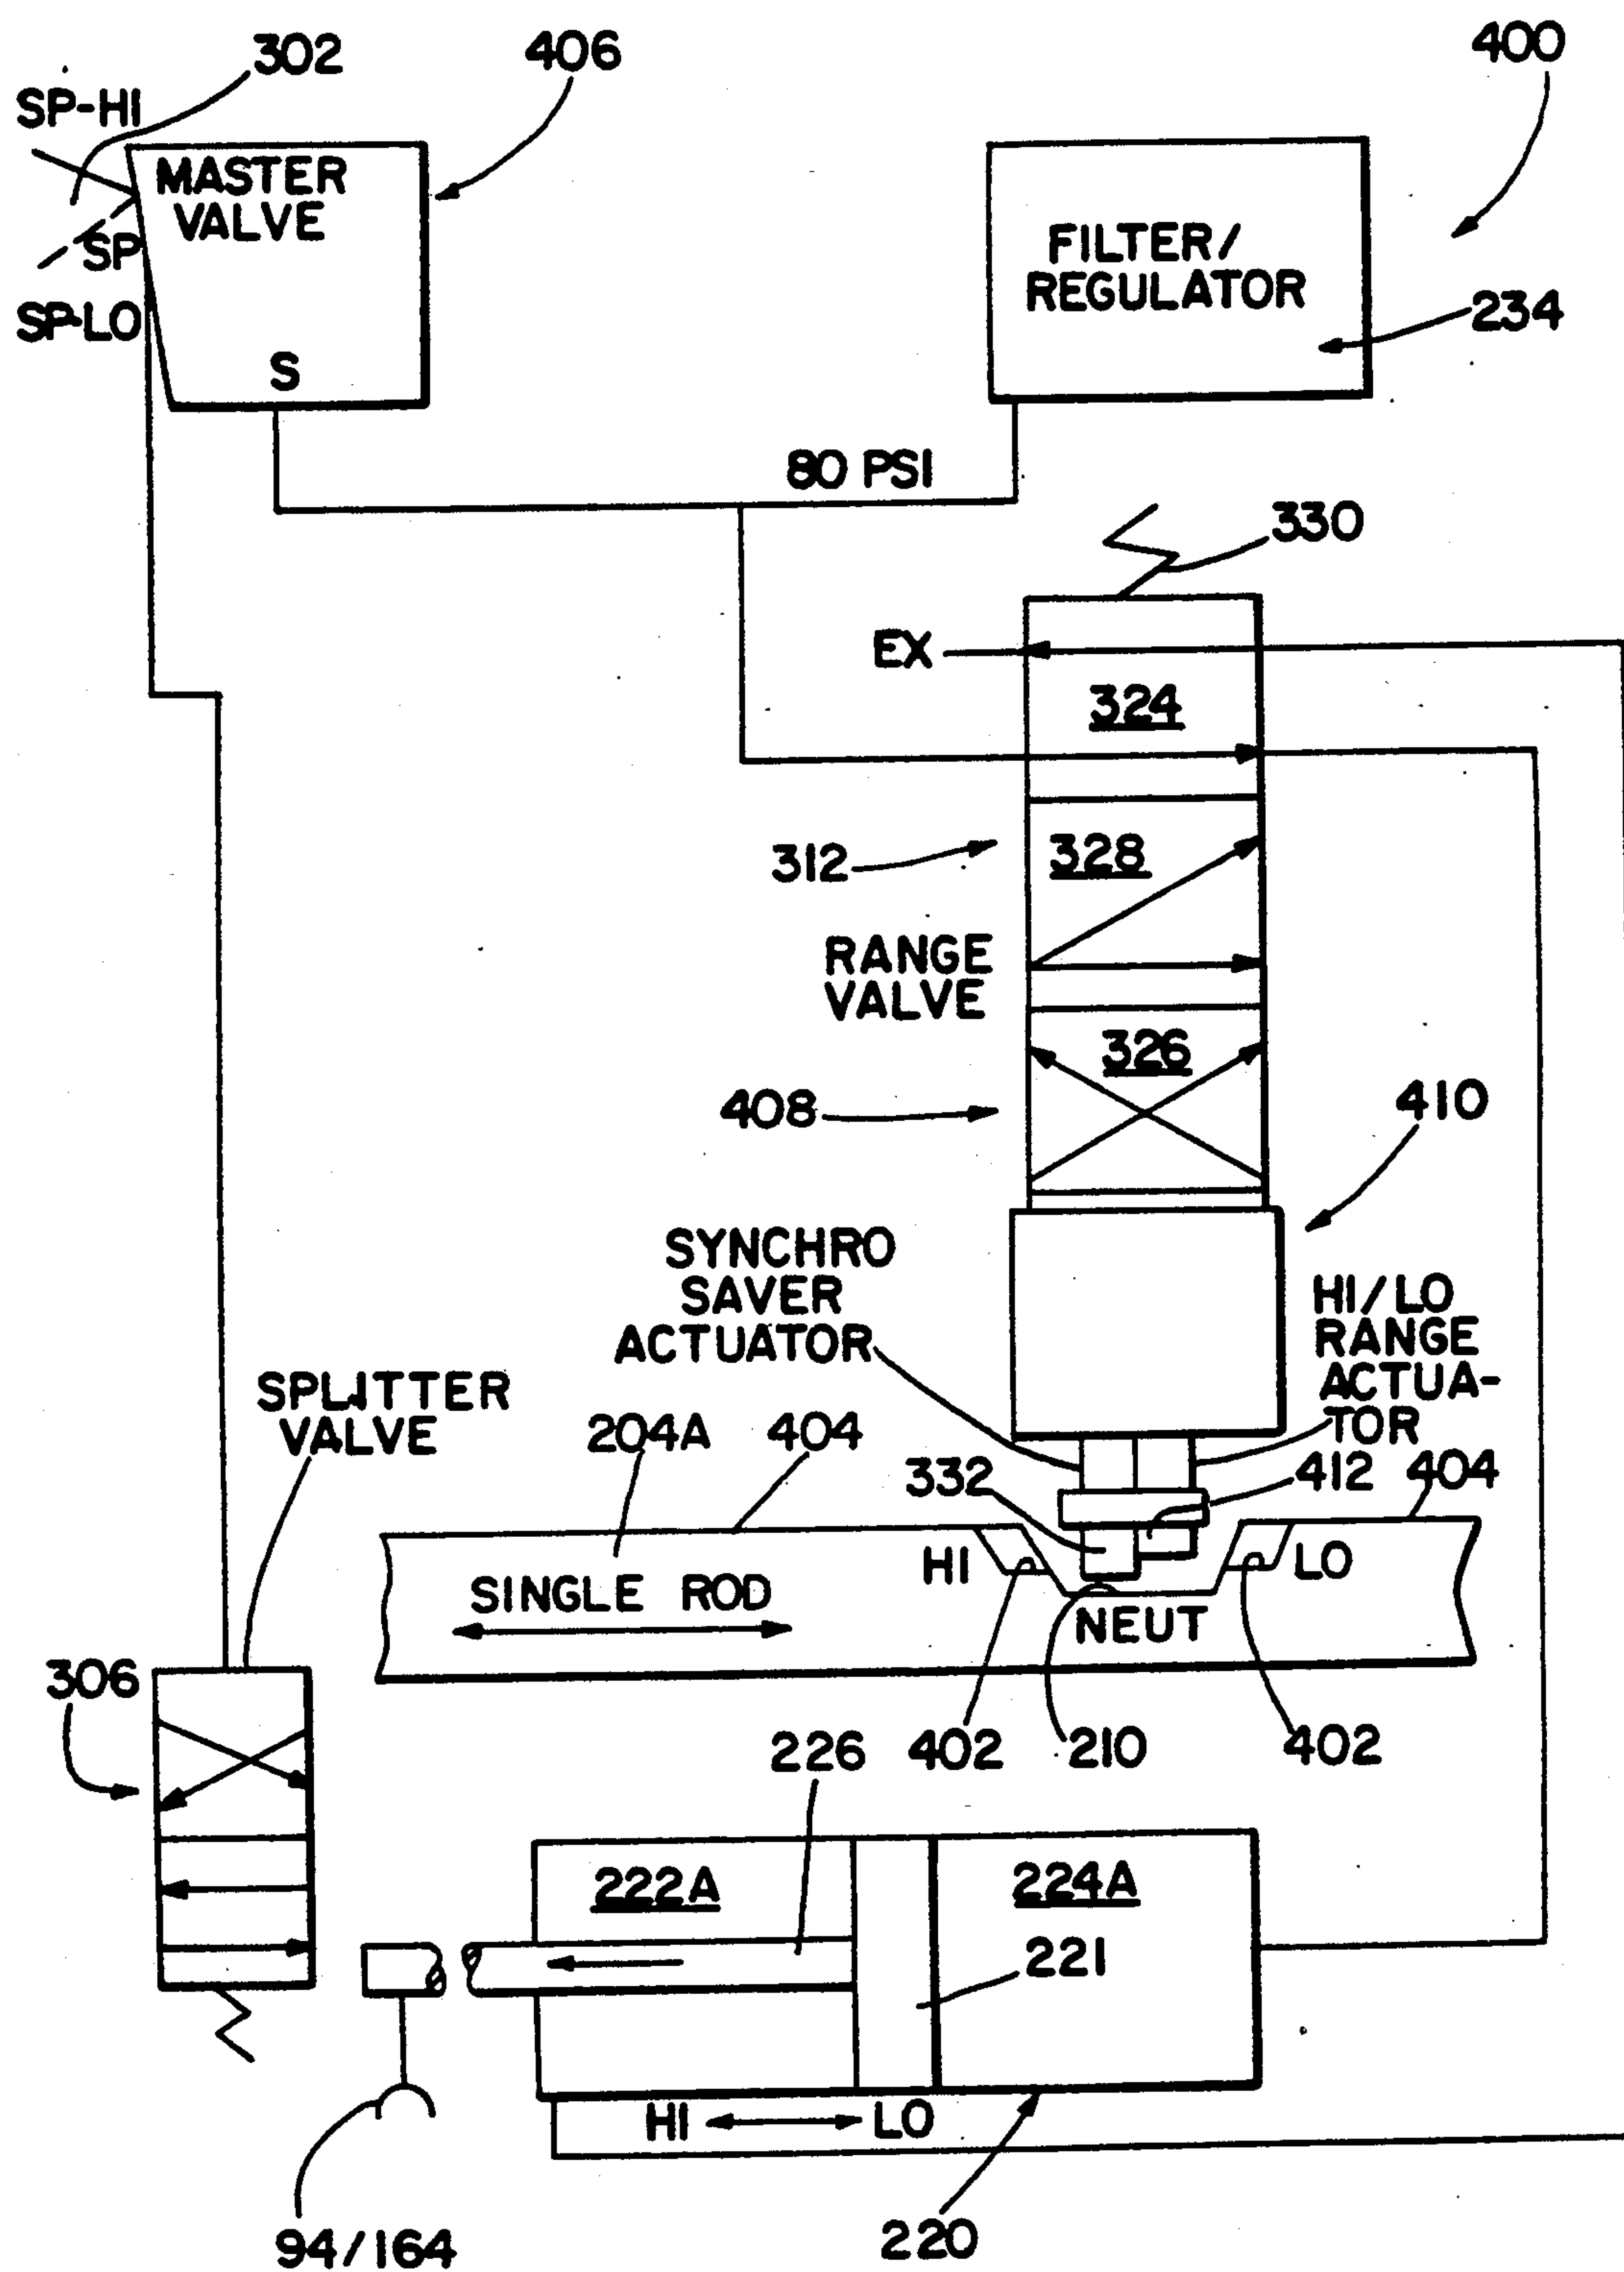 302
406
400
SP-HI
MASTER
VALVE
SP
SP-LO
S
FILTER/
REGULATOR
234
80 PSI
330
EX
324
312
328
RANGE
VALVE
326
408
410
SYNCHRO
SAVER
ACTUATOR
HI/LO
RANGE
ACTUA-
TOR
SPLITTER
VALVE
204A
404
332
412
404
HI
LO
SINGLE ROD
NEUT
306
226
402
210
402
222A
224A
221
HI
LO
94/164
220